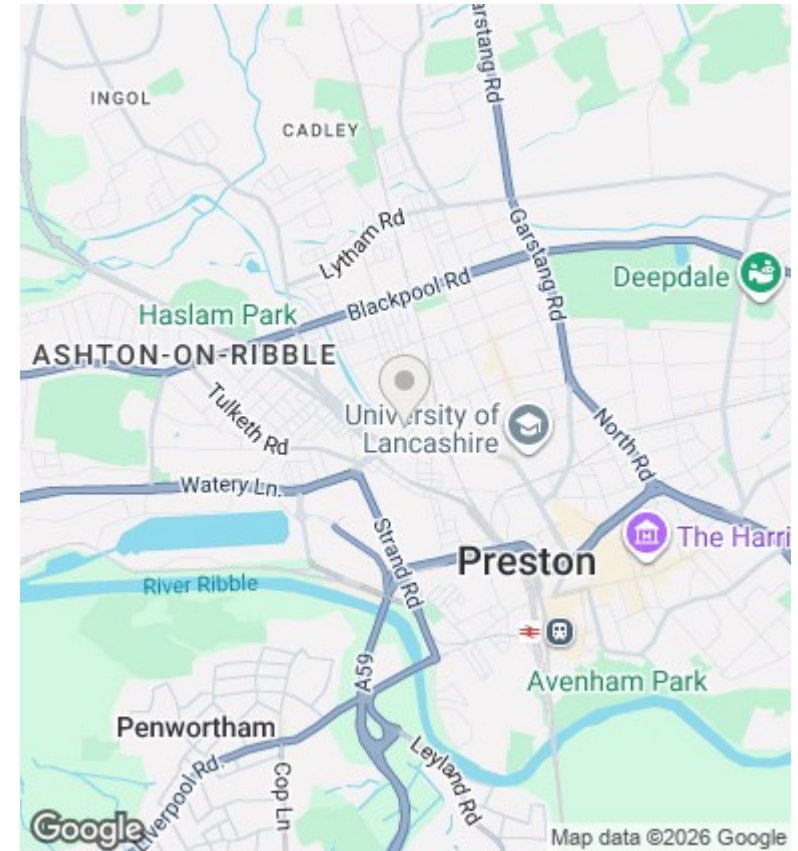 arstang Rd
INGOL
CADLEY
Lytham Rd
Garstang Rd
Blackpool Rd
Deepdale
Haslam Park
ASHTON-ON-RIBBLE
Tulketh Rd
University of
Lancashire
North Rd
Watery Ln.
Strand Rd
The Harri
Preston
River Ribble
A59
Avenham Park
Penwortham
Leyland Rd
Liverpool Rd.
Cop Ln
Google
Map data ©2026 Google